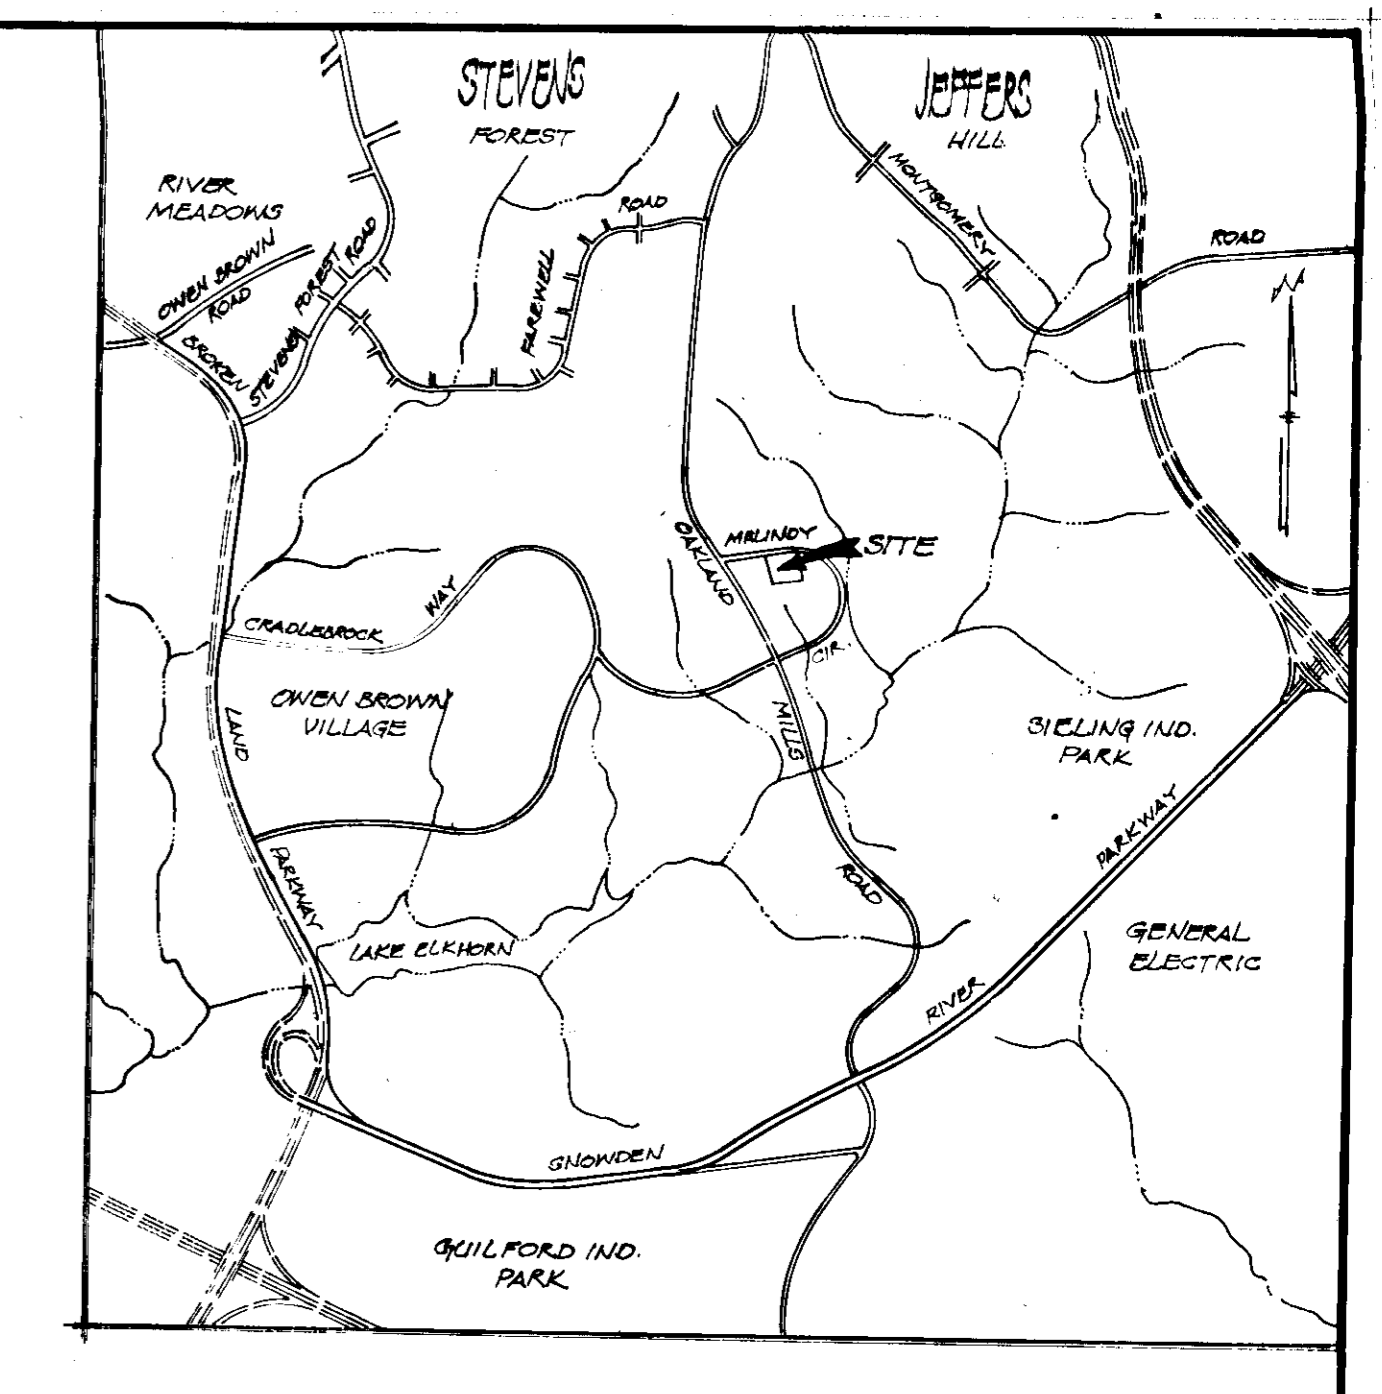 STEVENS
FOREST
JEFFERS
HILL
RIVER
MEADOWS
MONTGOMERY
ROAD
ROAD
OWEN BROWN
ROAD
STEVENS FOREST ROAD
FAREWELL
ROAD
BROKEN
LAND
PARKWAY
OAKLAND
MILLS
ROAD
MALINDY
CIR.
SITE
CRADLEROCK
WAY
OWEN BROWN
VILLAGE
SIELING IND.
PARK
LAKE ELKHORN
GENERAL
ELECTRIC
SNOWDEN
RIVER
PARKWAY
GUILFORD IND.
PARK
N